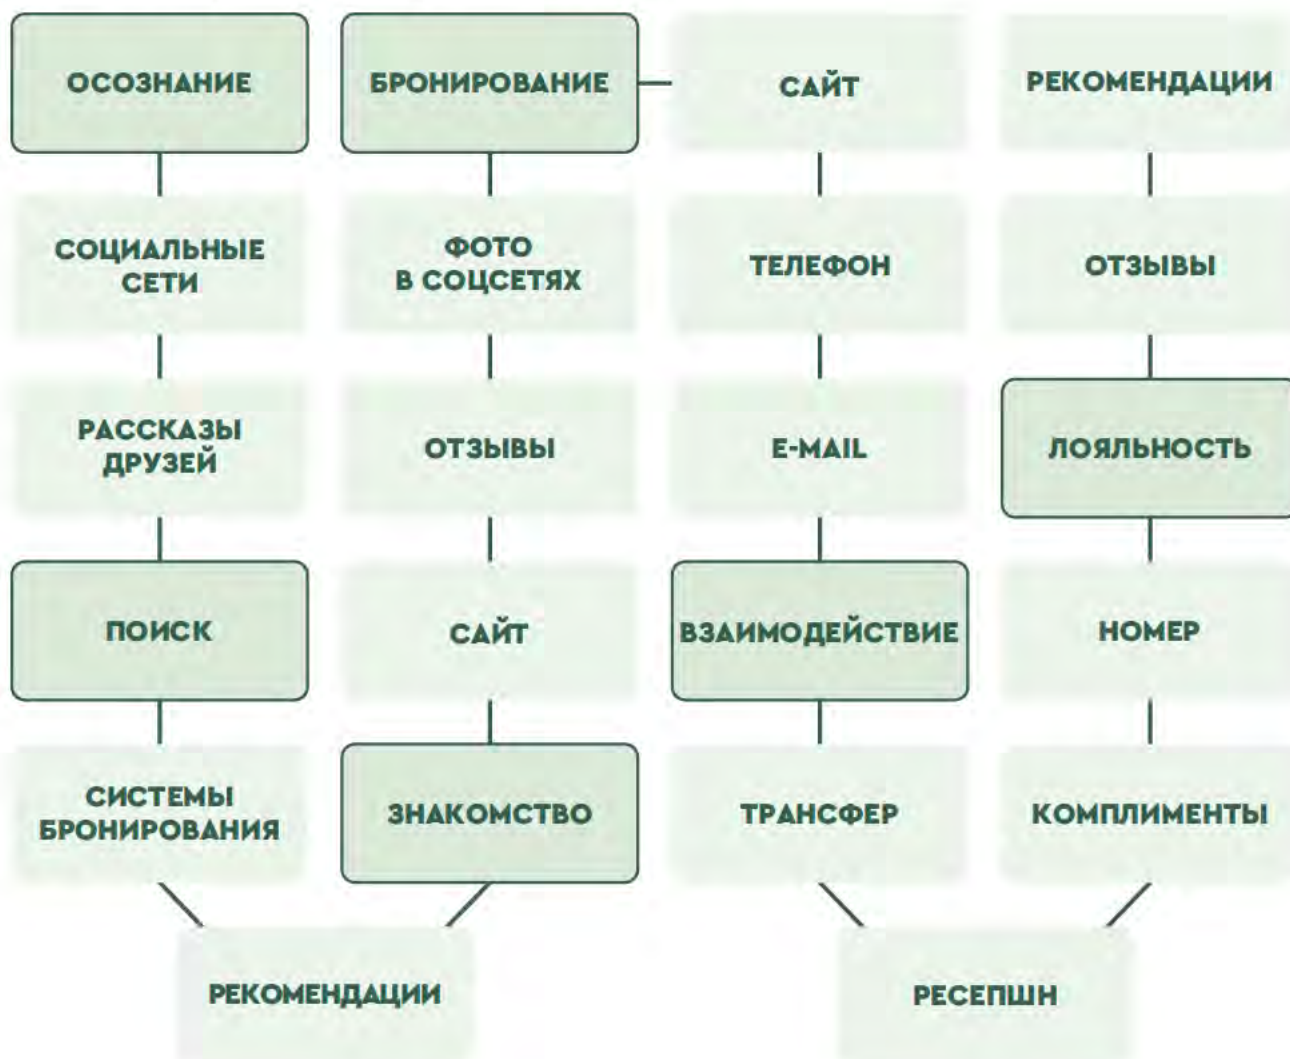 ОСОЗНАНИЕ
БРОНИРОВАНИЕ
САЙТ
РЕКОМЕНДАЦИИ
СОЦИАЛЬНЫЕ
СЕТИ
ФОТО
В СОЦСЕТЯХ
ТЕЛЕФОН
ОТЗЫВЫ
РАССКАЗЫ
ДРУЗЕЙ
ОТЗЫВЫ
E-MAIL
ЛОЯЛЬНОСТЬ
ПОИСК
САЙТ
ВЗАИМОДЕЙСТВИЕ
НОМЕР
СИСТЕМЫ
БРОНИРОВАНИЯ
ЗНАКОМСТВО
ТРАНСФЕР
КОМПЛИМЕНТЫ
РЕКОМЕНДАЦИИ
РЕСЕПШН